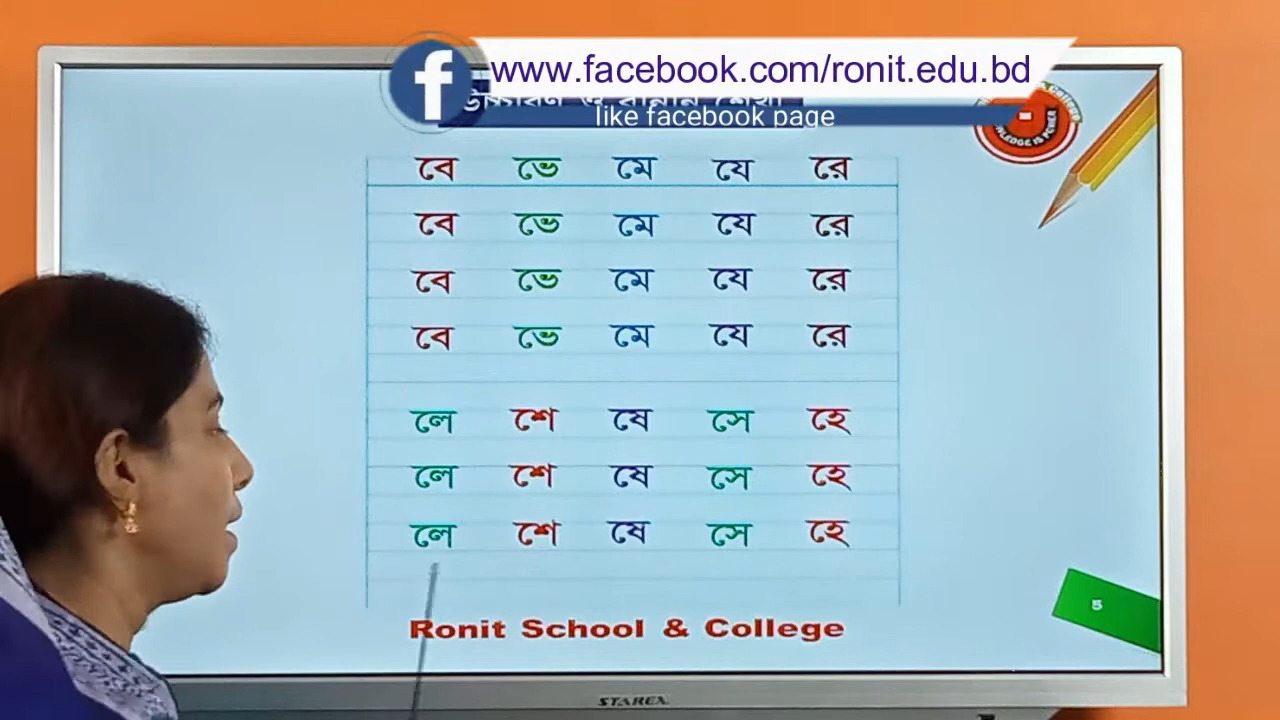 www.facebook.com/ronit.edu.bd
like facebook page
বে ভে মে যে রে
বে ভে মে যে রে
বে ভে মে যে রে
বে ভে মে যে রে
লে শে ষে সে হে
লে শে ষে সে হে
লে শে ষে সে হে
5
Ronit School & College
STAREX